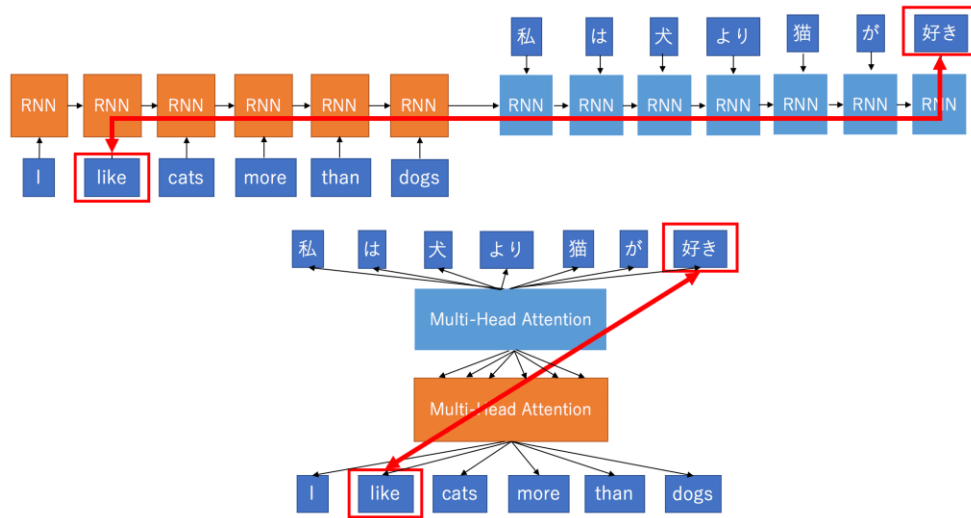 私 は 犬 より 猫 が 好き
RNN RNN RNN RNN RNN RNN RNN RNN RNN RNN RNN RNN RNN
I like cats more than dogs
私 は 犬 より 猫 が 好き
Multi-Head Attention
Multi-Head Attention
I like cats more than dogs